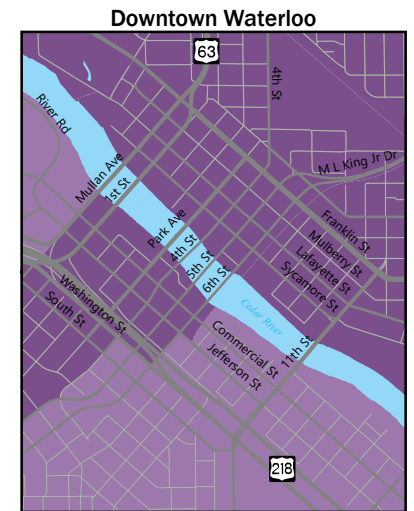 Downtown Waterloo
63
4th St
River Rd
M L King Jr Dr
Mullan Ave
1st St
Park Ave
4th St
5th St
6th St
Franklin St
Mulberry St
Lafayette St
Sycamore St
Cedar River
Washington St
South St
Commercial St
Jefferson St
11th St
218